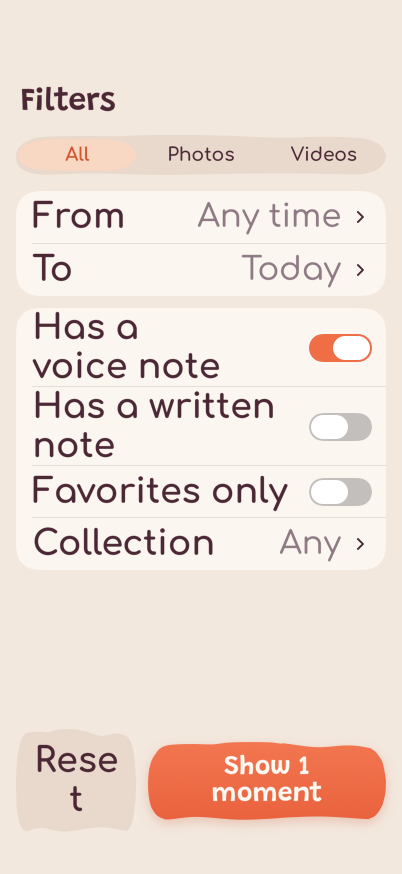 Filters
All Photos Videos
From Any time
To Today
Has a
voice note
Has a written
note
Favorites only
Collection Any
Rese
t
Show 1
moment